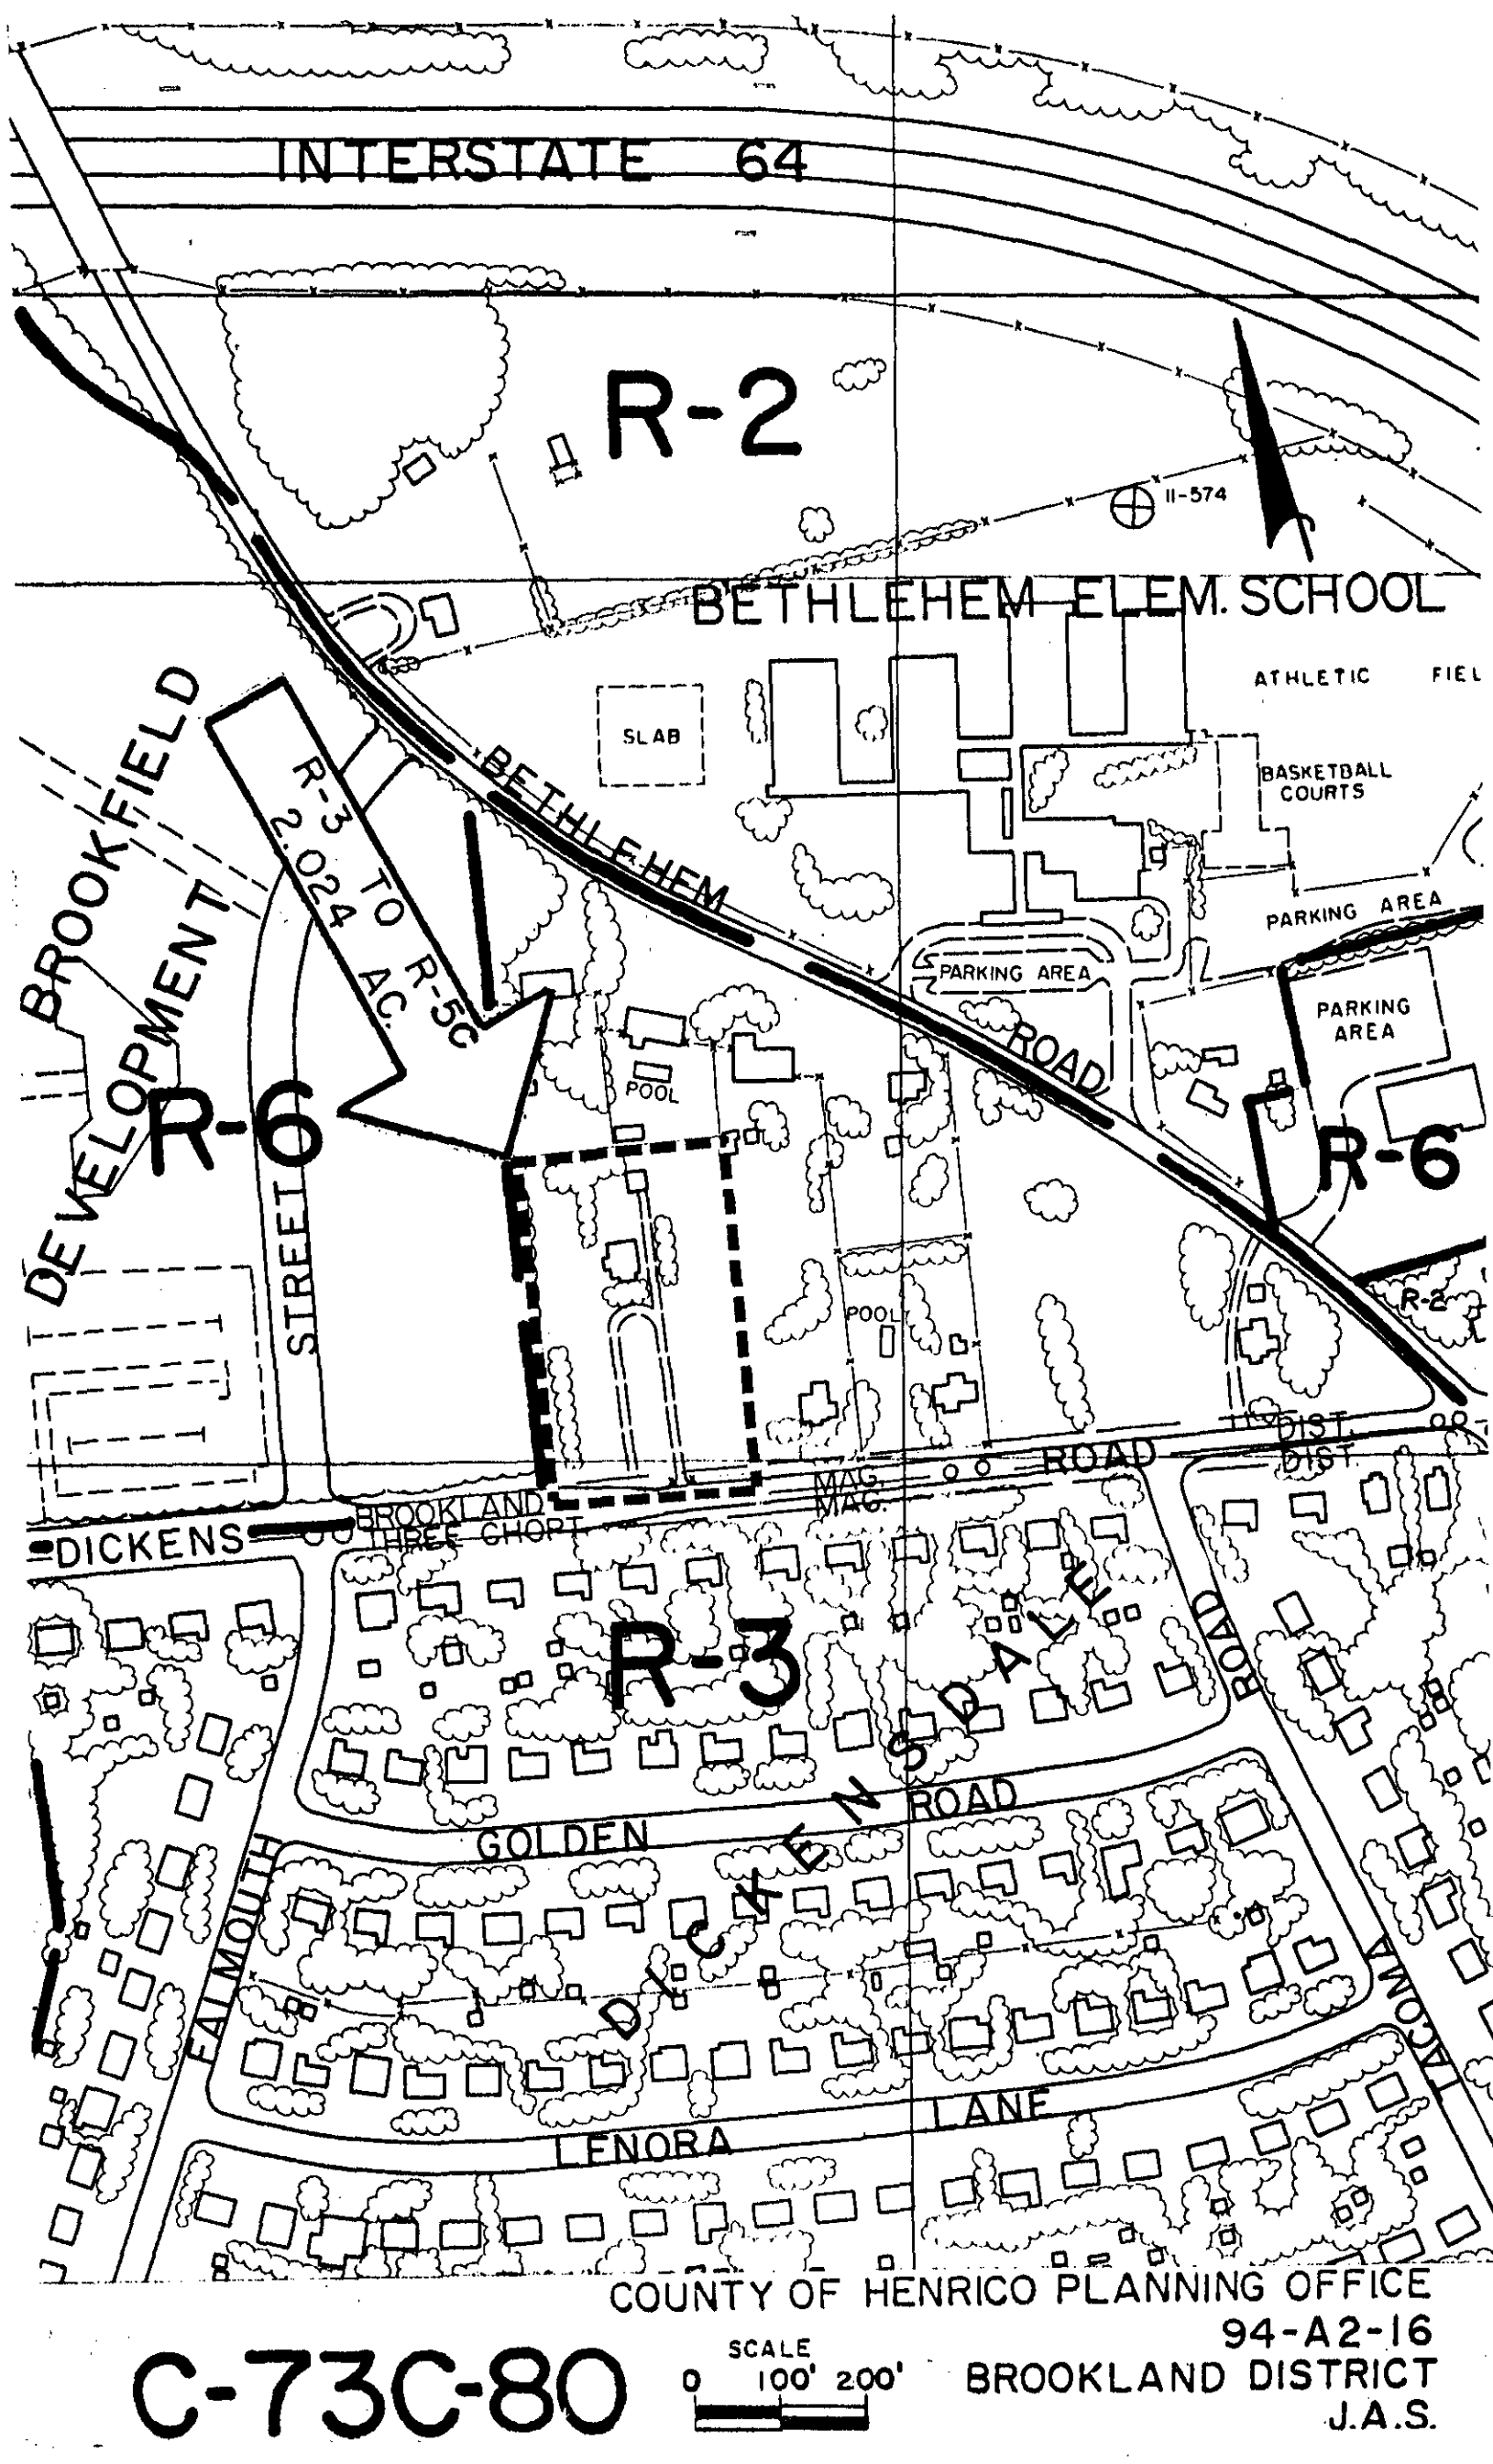 INTERSTATE 64
R-2
11-574
BETHLEHEM ELEM. SCHOOL
ATHLETIC FIEL
SLAB
BASKETBALL
COURTS
BROOKFIELD
DEVELOPMENT
R-3 TO R-5C
2.024 AC.
BETHLEHEM ROAD
PARKING AREA
PARKING AREA
PARKING
AREA
POOL
R-6
R-6
STREET
R-2
POOL
DIST.
DIST
ROAD
MAG.
MAG.
BROOKLAND
THREE CHOPT
DICKENS
R-3
DICKENSDALE
ROAD
GOLDEN ROAD
FALMOUTH
LACOMA
LENORA LANE
COUNTY OF HENRICO PLANNING OFFICE
94-A2-16
BROOKLAND DISTRICT
J.A.S.
SCALE
0 100' 200'
C-73C-80